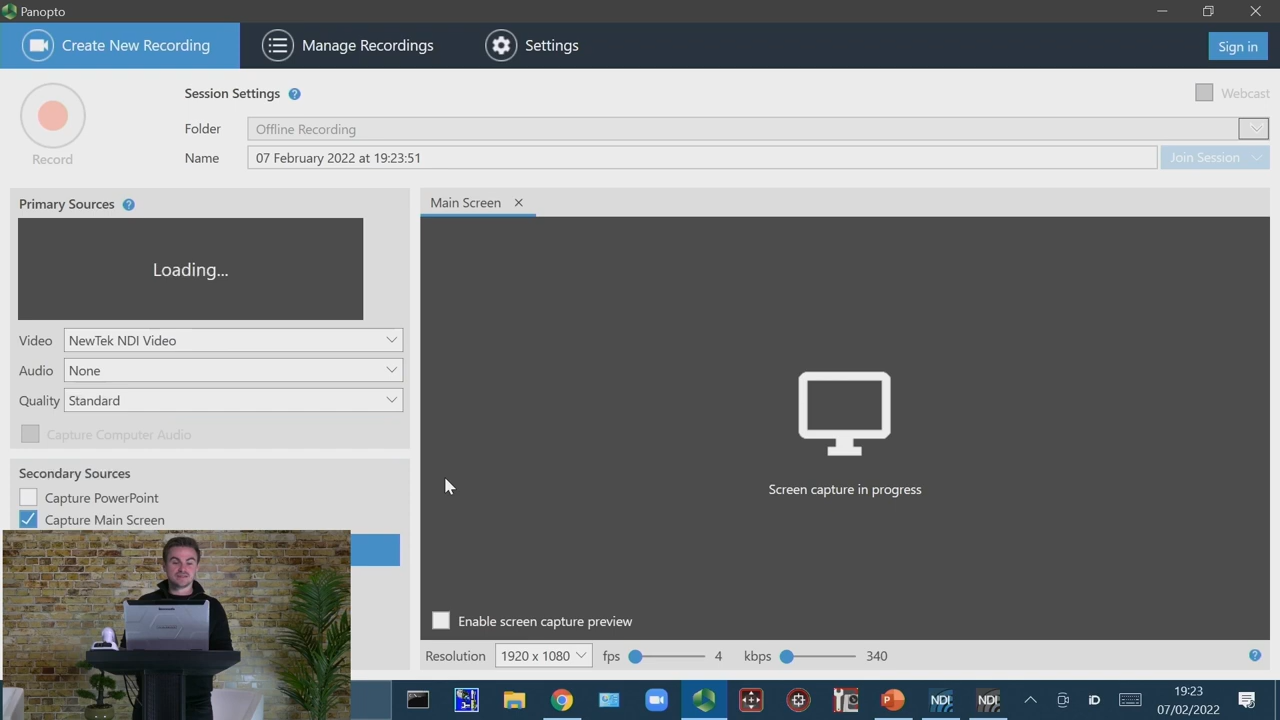 Panopto
Create New Recording
Manage Recordings
Settings
Sign in
Session Settings ?
Webcast
Folder
Offline Recording
Record
Name
07 February 2022 at 19:23:51
Join Session
Primary Sources ?
Main Screen
Loading...
Video
NewTek NDI Video
Audio
None
Quality
Standard
Capture Computer Audio
Screen capture in progress
Secondary Sources
Capture PowerPoint
Capture Main Screen
Enable screen capture preview
Resolution 1920 x 1080 fps 4 kbps 340 ?
NDI
NDI
iD
19:23
07/02/2022